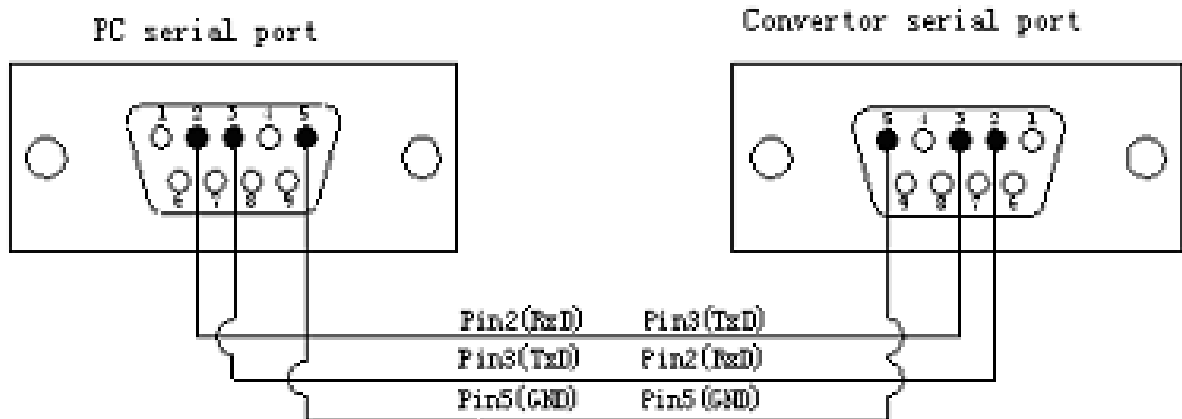 PC serial port
Convertor serial port
1 2 3 4 5
6 7 8 9
5 4 3 2 1
9 8 7 6
Pin2(RxD) Pin3(TxD)
Pin3(TxD) Pin2(RxD)
Pin5(GND) Pin5(GND)